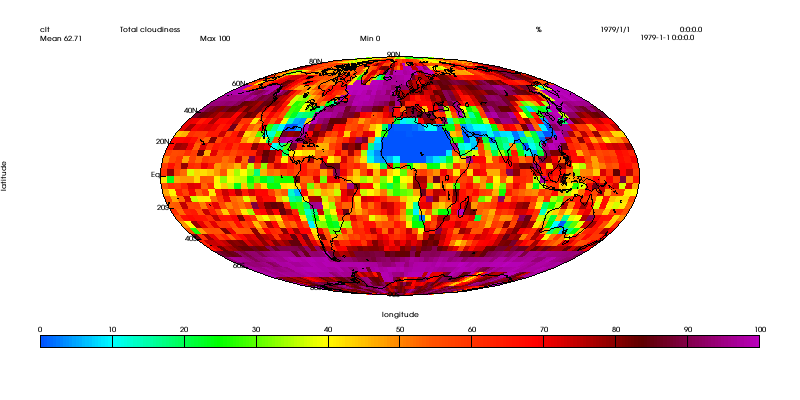 clt Total cloudiness % 1979/1/1 0:0:0.0
Mean 62.71 Max 100 Min 0 1979-1-1 0:0:0.0
90N
80N
60N
40N
20N
Eq
20S
40S
latitude
longitude
0 10 20 30 40 50 60 70 80 90 100